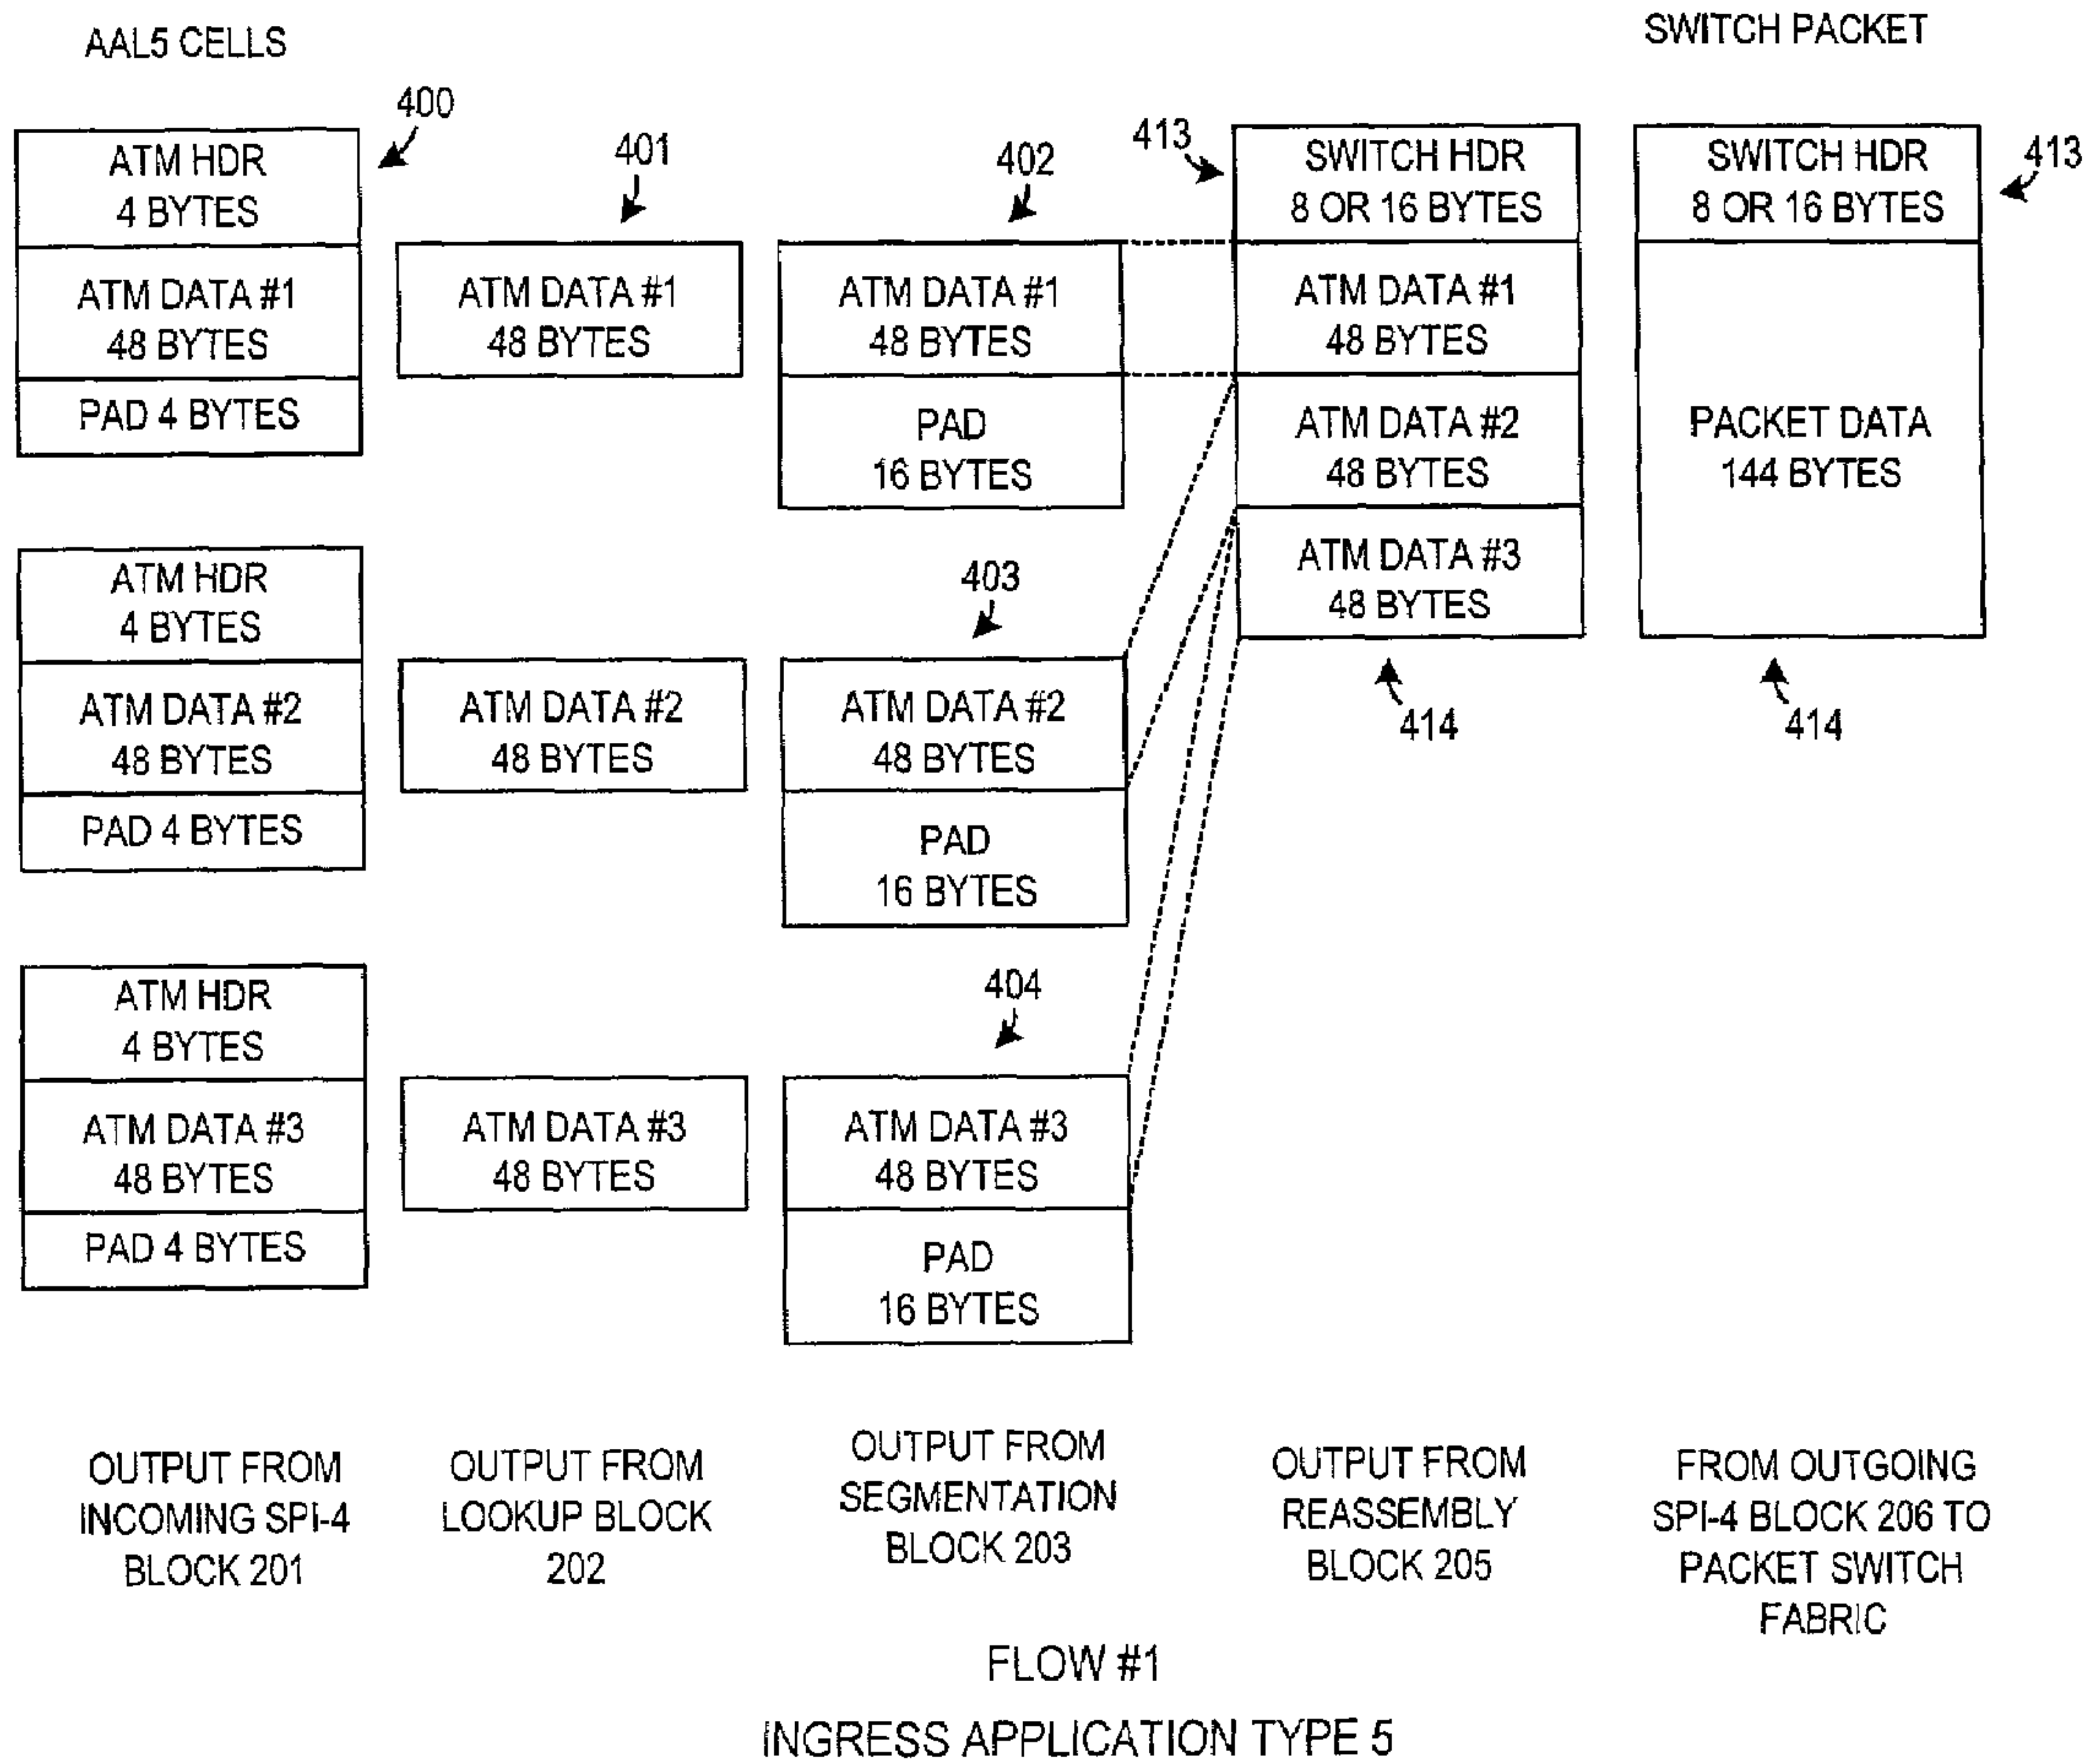 AAL5 CELLS
SWITCH PACKET
400
401
402
413
413
ATM HDR
4 BYTES
ATM DATA #1
48 BYTES
PAD 4 BYTES
ATM DATA #1
48 BYTES
ATM DATA #1
48 BYTES
PAD
16 BYTES
SWITCH HDR
8 OR 16 BYTES
ATM DATA #1
48 BYTES
ATM DATA #2
48 BYTES
ATM DATA #3
48 BYTES
414
SWITCH HDR
8 OR 16 BYTES
PACKET DATA
144 BYTES
414
403
ATM HDR
4 BYTES
ATM DATA #2
48 BYTES
PAD 4 BYTES
ATM DATA #2
48 BYTES
ATM DATA #2
48 BYTES
PAD
16 BYTES
404
ATM HDR
4 BYTES
ATM DATA #3
48 BYTES
PAD 4 BYTES
ATM DATA #3
48 BYTES
ATM DATA #3
48 BYTES
PAD
16 BYTES
OUTPUT FROM
INCOMING SPI-4
BLOCK 201
OUTPUT FROM
LOOKUP BLOCK
202
OUTPUT FROM
SEGMENTATION
BLOCK 203
OUTPUT FROM
REASSEMBLY
BLOCK 205
FROM OUTGOING
SPI-4 BLOCK 206 TO
PACKET SWITCH
FABRIC
FLOW #1
INGRESS APPLICATION TYPE 5